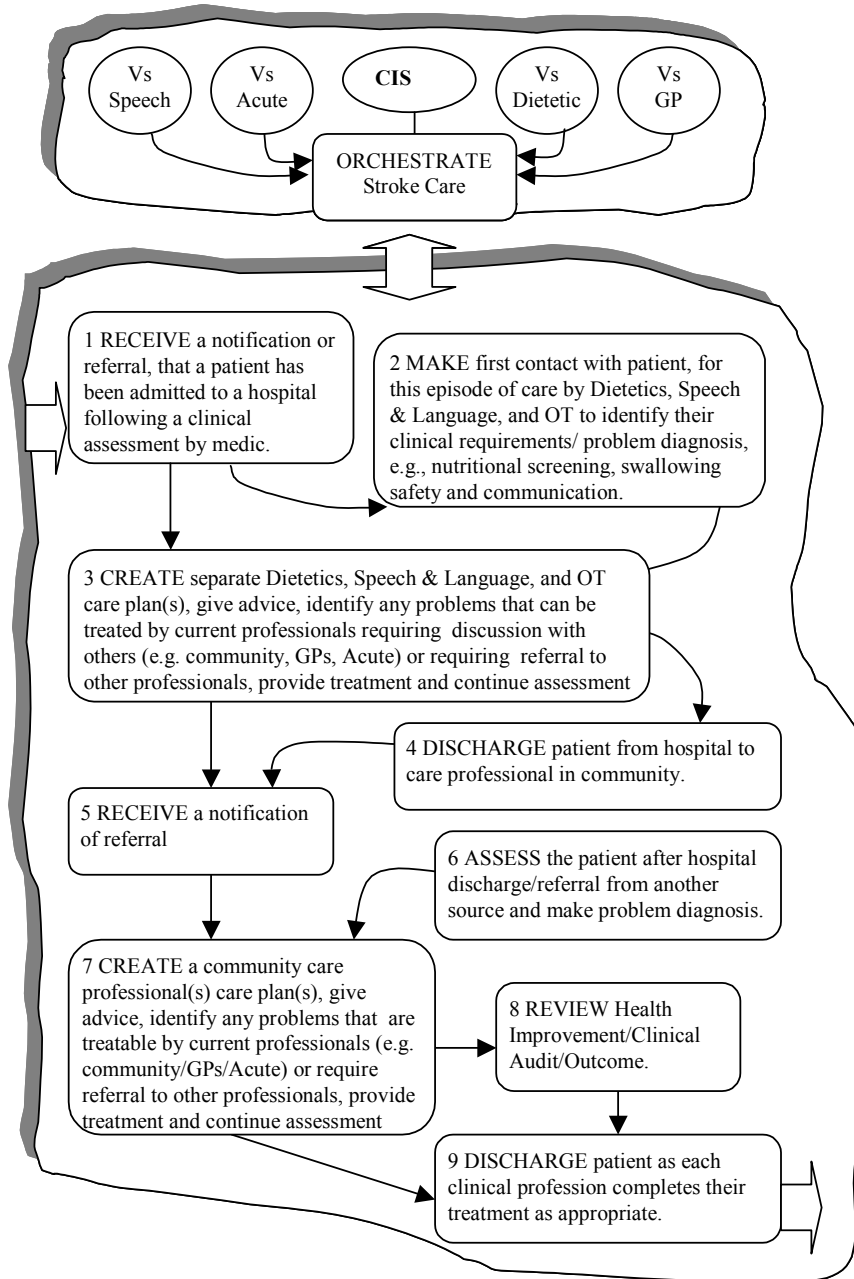 Vs
Speech
Vs
Acute
CIS
Vs
Dietetic
Vs
GP
ORCHESTRATE
Stroke Care
1 RECEIVE a notification or
referral, that a patient has
been admitted to a hospital
following a clinical
assessment by medic.
2 MAKE first contact with patient, for
this episode of care by Dietetics, Speech
& Language, and OT to identify their
clinical requirements/ problem diagnosis,
e.g., nutritional screening, swallowing
safety and communication.
3 CREATE separate Dietetics, Speech & Language, and OT
care plan(s), give advice, identify any problems that can be
treated by current professionals requiring discussion with
others (e.g. community, GPs, Acute) or requiring referral to
other professionals, provide treatment and continue assessment
4 DISCHARGE patient from hospital to
care professional in community.
5 RECEIVE a notification
of referral
6 ASSESS the patient after hospital
discharge/referral from another
source and make problem diagnosis.
7 CREATE a community care
professional(s) care plan(s), give
advice, identify any problems that are
treatable by current professionals (e.g.
community/GPs/Acute) or require
referral to other professionals, provide
treatment and continue assessment
8 REVIEW Health
Improvement/Clinical
Audit/Outcome.
9 DISCHARGE patient as each
clinical profession completes their
treatment as appropriate.